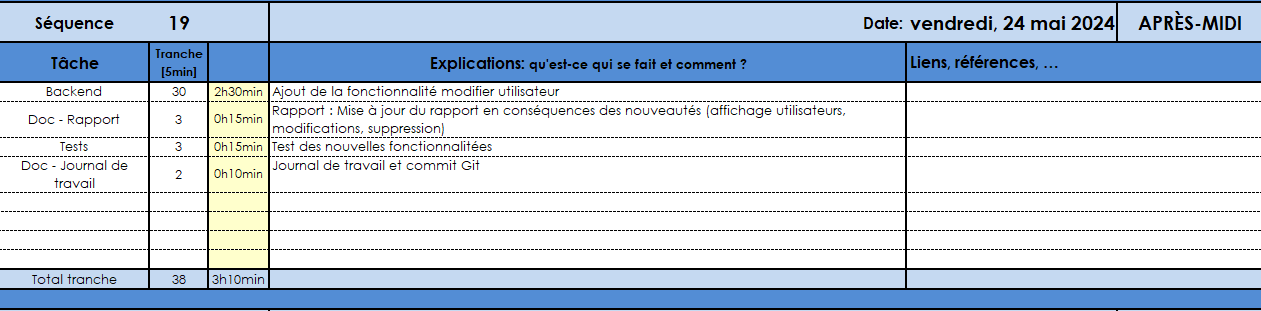 Séquence 19 Date: vendredi, 24 mai 2024 APRÈS-MIDI
Tâche Tranche [5min] Explications: qu'est-ce qui se fait et comment ? Liens, références, ...
Backend 30 2h30min Ajout de la fonctionnalité modifier utilisateur
Doc - Rapport 3 0h15min Rapport : Mise à jour du rapport en conséquences des nouveautés (affichage utilisateurs,
modifications, suppression)
Tests 3 0h15min Test des nouvelles fonctionnalitées
Doc - Journal de
travail 2 0h10min Journal de travail et commit Git
Total tranche 38 3h10min